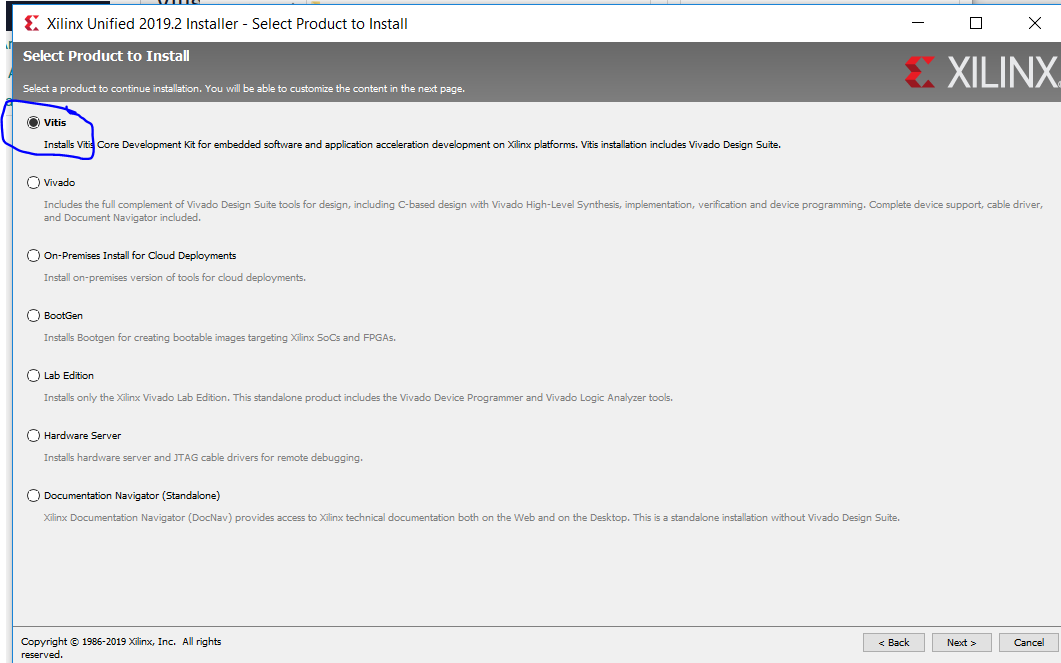 Xilinx Unified 2019.2 Installer - Select Product to Install
Select Product to Install
Select a product to continue installation. You will be able to customize the content in the next page.
XILINX
Vitis
Installs Vitis Core Development Kit for embedded software and application acceleration development on Xilinx platforms. Vitis installation includes Vivado Design Suite.
Vivado
Includes the full complement of Vivado Design Suite tools for design, including C-based design with Vivado High-Level Synthesis, implementation, verification and device programming. Complete device support, cable driver,
and Document Navigator included.
On-Premises Install for Cloud Deployments
Install on-premises version of tools for cloud deployments.
BootGen
Installs Bootgen for creating bootable images targeting Xilinx SoCs and FPGAs.
Lab Edition
Installs only the Xilinx Vivado Lab Edition. This standalone product includes the Vivado Device Programmer and Vivado Logic Analyzer tools.
Hardware Server
Installs hardware server and JTAG cable drivers for remote debugging.
Documentation Navigator (Standalone)
Xilinx Documentation Navigator (DocNav) provides access to Xilinx technical documentation both on the Web and on the Desktop. This is a standalone installation without Vivado Design Suite.
Copyright © 1986-2019 Xilinx, Inc. All rights
reserved.
< Back
Next >
Cancel